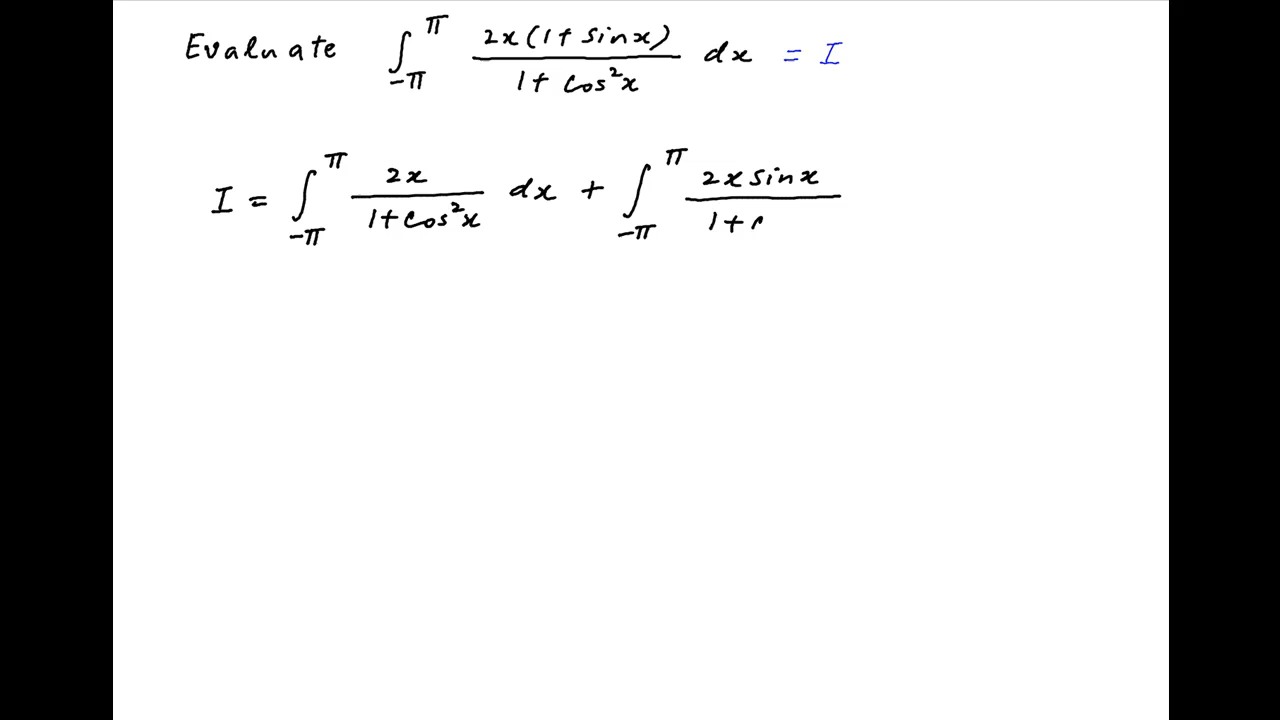 Evaluate ∫_{-π}^{π} 2x(1+sinx)/(1+cos²x) dx = I
I = ∫_{-π}^{π} 2x/(1+cos²x) dx + ∫_{-π}^{π} 2x sinx/(1+